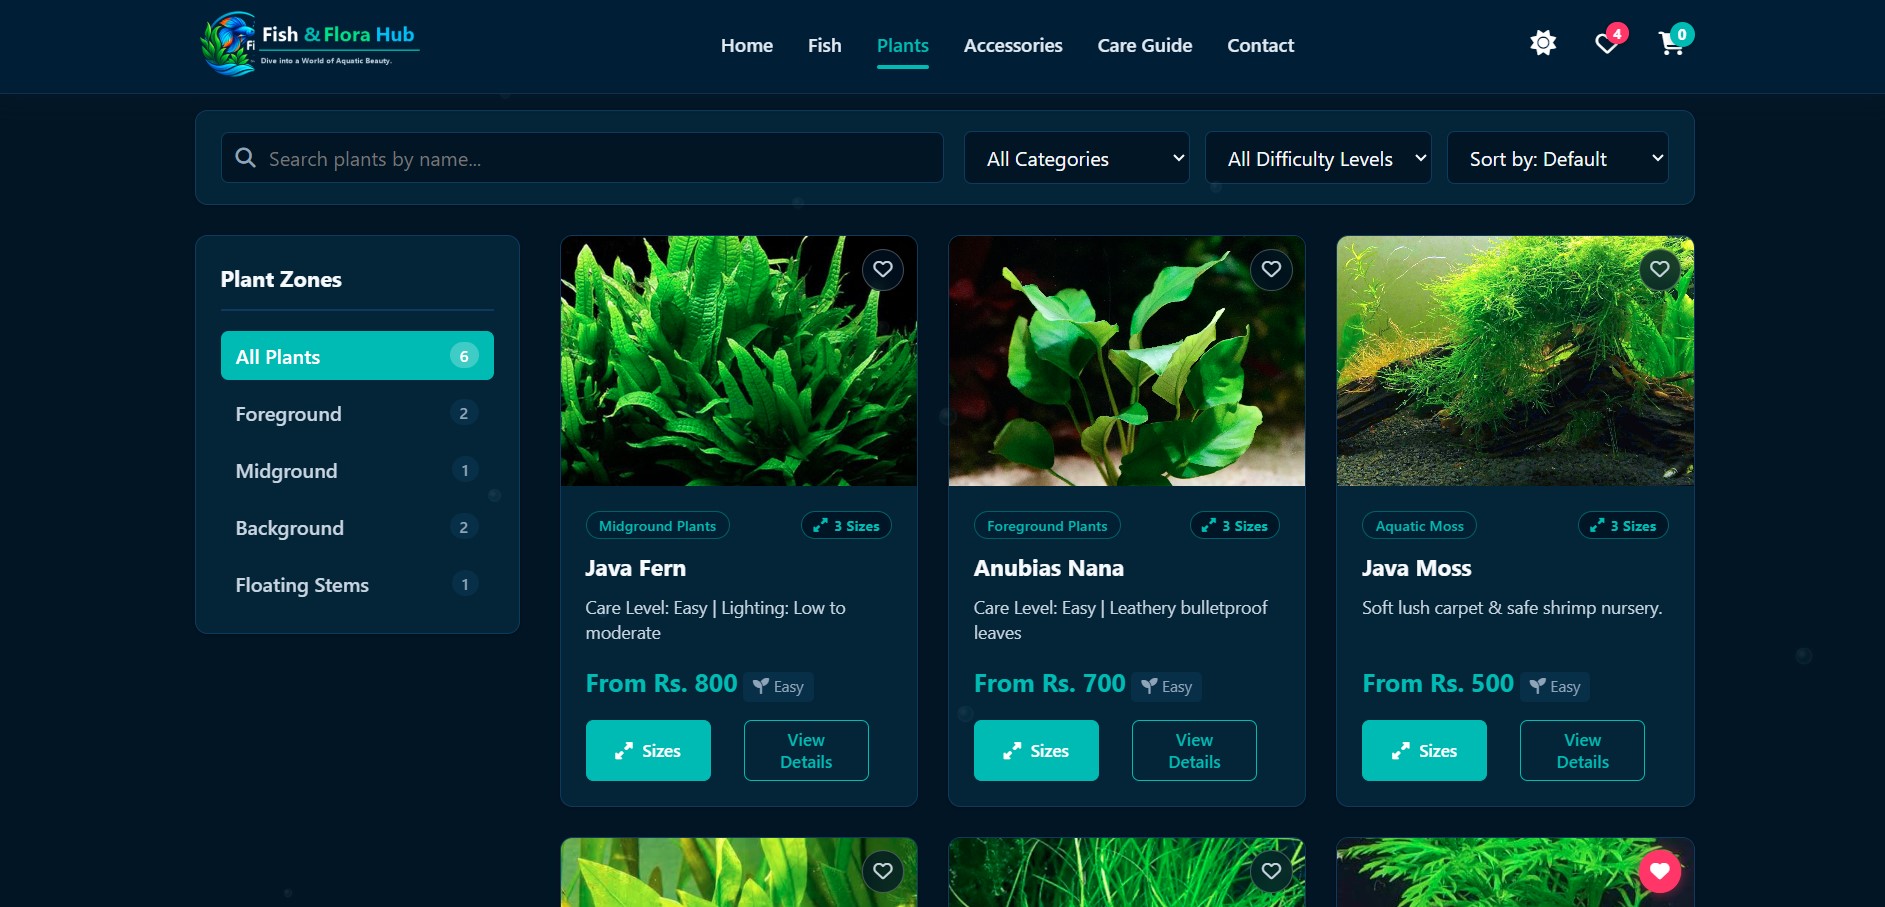 Fi
Fish & Flora Hub
Dive into a World of Aquatic Beauty.
Home
Fish
Plants
Accessories
Care Guide
Contact
4
0
Search plants by name...
All Categories
All Difficulty Levels
Sort by: Default
Plant Zones
All Plants 6
Foreground 2
Midground 1
Background 2
Floating Stems 1
Midground Plants
3 Sizes
Java Fern
Care Level: Easy | Lighting: Low to
moderate
From Rs. 800
Easy
Sizes
View
Details
Foreground Plants
3 Sizes
Anubias Nana
Care Level: Easy | Leathery bulletproof
leaves
From Rs. 700
Easy
Sizes
View
Details
Aquatic Moss
3 Sizes
Java Moss
Soft lush carpet & safe shrimp nursery.
From Rs. 500
Easy
Sizes
View
Details